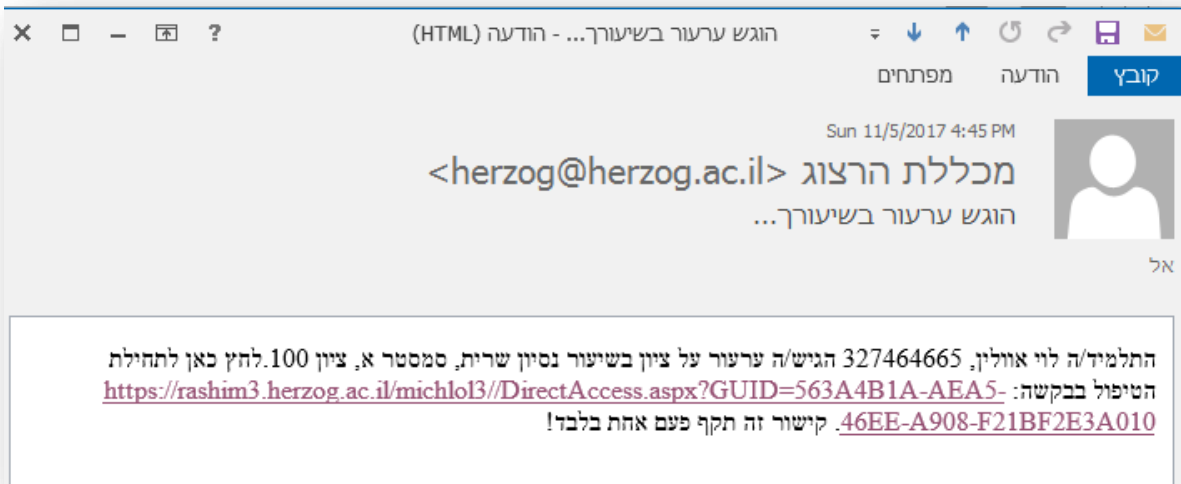 הוגש ערעור בשיעורך... - הודעה (HTML)
?
קובץ הודעה מפתחים
Sun 11/5/2017 4:45 PM
מכללת הרצוג <herzog@herzog.ac.il>
הוגש ערעור בשיעורך...
אל
התלמיד/ה לוי אוולין, 327464665 הגיש/ה ערעור על ציון בשיעור נסיון שרית, סמסטר א, ציון 100.לחץ כאן לתחילת
הטיפול בבקשה: https://rashim3.herzog.ac.il/michlol3//DirectAccess.aspx?GUID=563A4B1A-AEA5-
46EE-A908-F21BF2E3A010. קישור זה תקף פעם אחת בלבד!